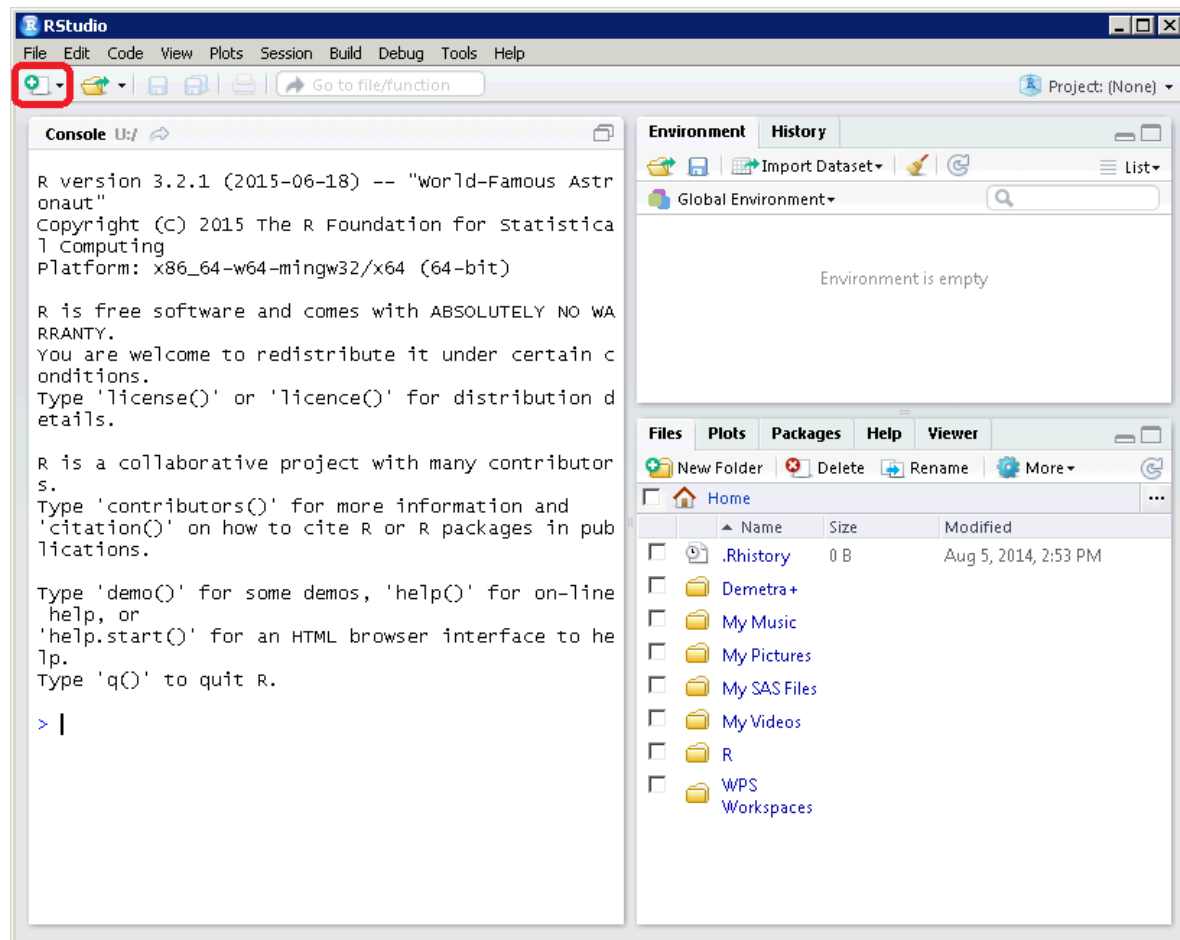 RStudio
File Edit Code View Plots Session Build Debug Tools Help
Go to file/function
Project: (None)
Console U:/
R version 3.2.1 (2015-06-18) -- "World-Famous Astr
onaut"
Copyright (C) 2015 The R Foundation for Statistica
l Computing
Platform: x86_64-w64-mingw32/x64 (64-bit)
R is free software and comes with ABSOLUTELY NO WA
RRANTY.
You are welcome to redistribute it under certain c
onditions.
Type 'license()' or 'licence()' for distribution d
etails.
R is a collaborative project with many contributor
s.
Type 'contributors()' for more information and
'citation()' on how to cite R or R packages in pub
lications.
Type 'demo()' for some demos, 'help()' for on-line
 help, or
'help.start()' for an HTML browser interface to he
lp.
Type 'q()' to quit R.
>
Environment History
Import Dataset
List
Global Environment
Environment is empty
Files Plots Packages Help Viewer
New Folder Delete Rename More
Home ...
Name Size Modified
.Rhistory 0 B Aug 5, 2014, 2:53 PM
Demetra+
My Music
My Pictures
My SAS Files
My Videos
R
WPS
Workspaces